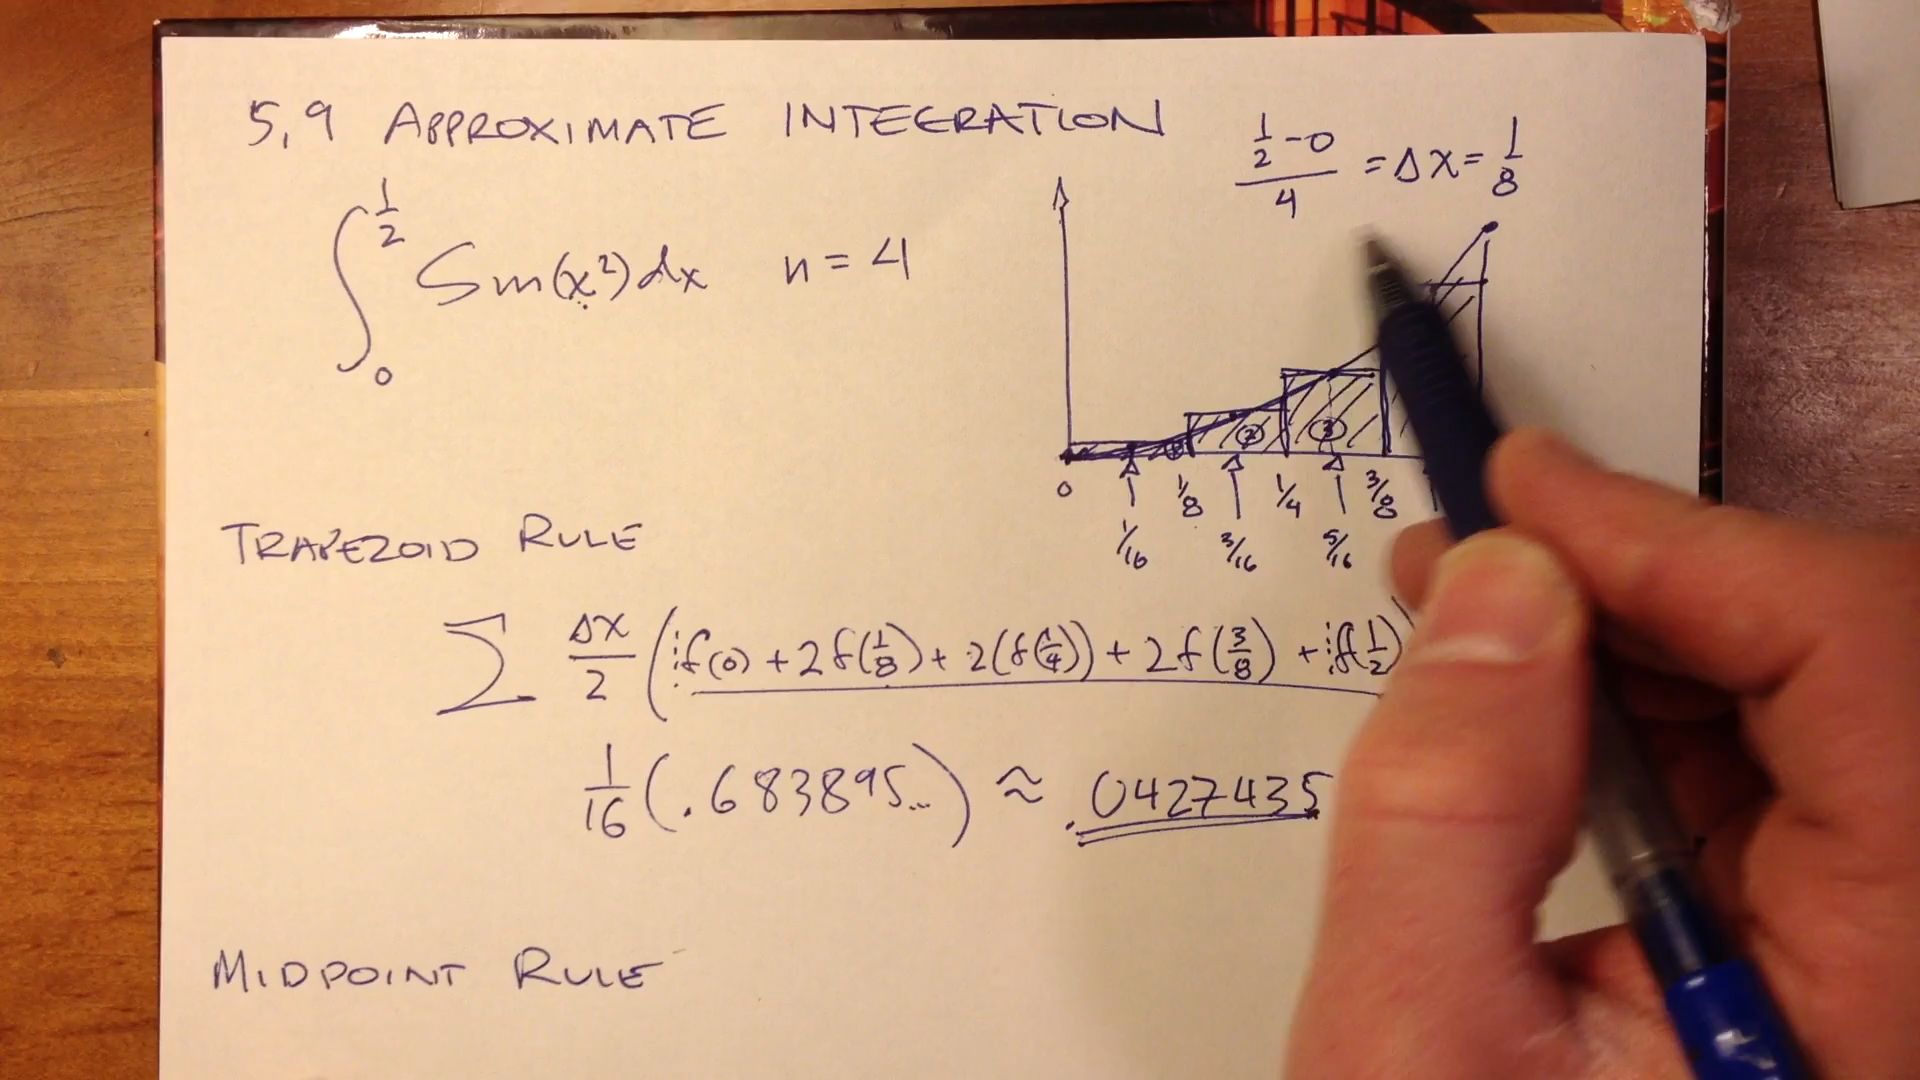 5.9 APPROXIMATE INTEGRATION
(1/2 - 0)/4 = Δx = 1/8
∫₀^(1/2) Sin(x²) dx n = 4
② ③
0 1/8 1/4 3/8
1/16 3/16 5/16
TRAPEZOID RULE
Σ Δx/2 (f(0) + 2f(1/8) + 2(f(1/4)) + 2f(3/8) + f(1/2))
1/16 (.683895...) ≈ .0427435
MIDPOINT RULE